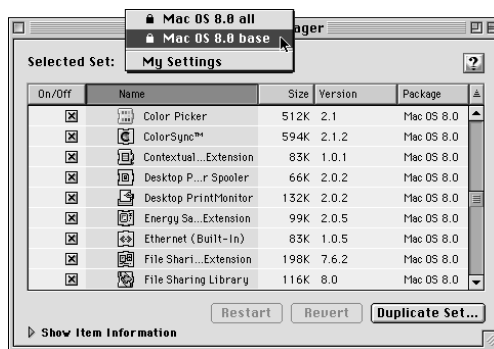 Mac OS 8.0 all
ager
Mac OS 8.0 base
Selected Set:
My Settings
?
On/Off Name Size Version Package
Color Picker 512K 2.1 Mac OS 8.0
ColorSync™ 594K 2.1.2 Mac OS 8.0
Contextual...Extension 83K 1.0.1 Mac OS 8.0
Desktop P...r Spooler 66K 2.0.2 Mac OS 8.0
Desktop PrintMonitor 132K 2.0.2 Mac OS 8.0
Energy Sa...Extension 99K 2.0.5 Mac OS 8.0
Ethernet (Built-In) 83K 1.0.5 Mac OS 8.0
File Shari...Extension 198K 7.6.2 Mac OS 8.0
File Sharing Library 116K 8.0 Mac OS 8.0
Restart Revert Duplicate Set...
Show Item Information